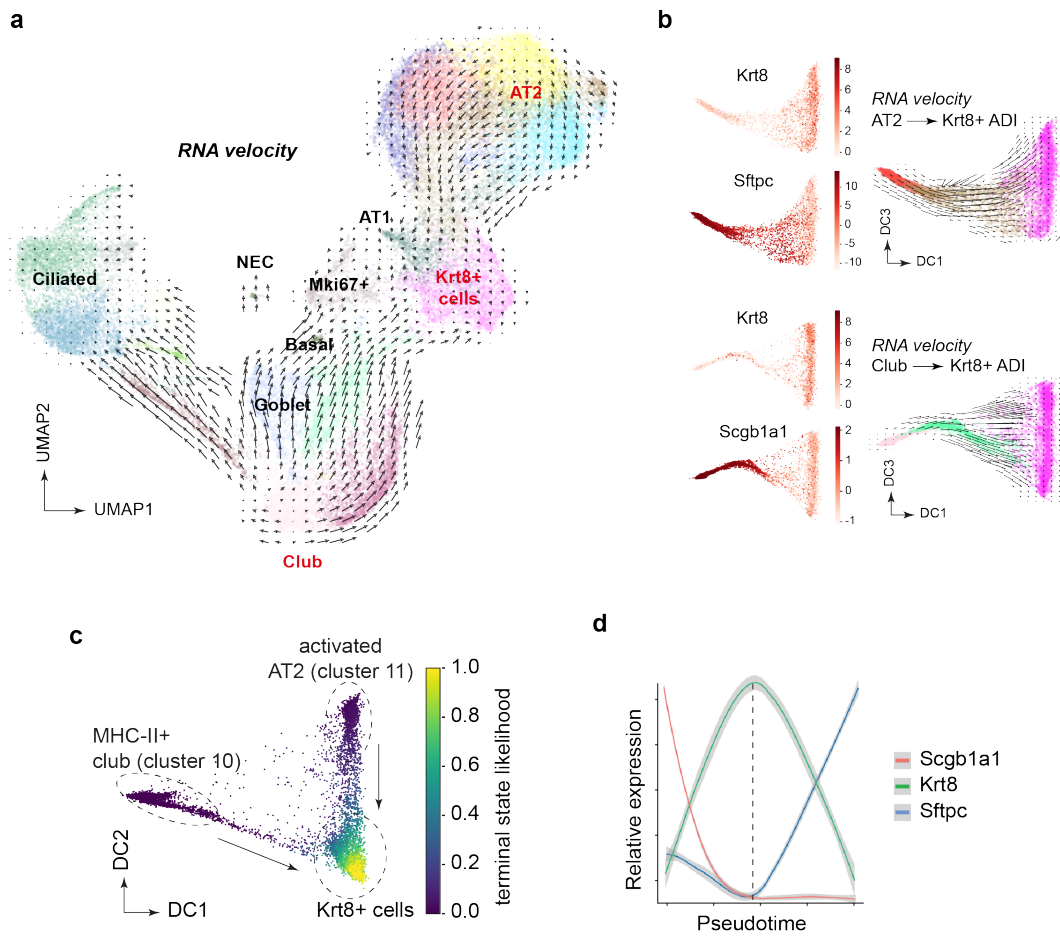 a
RNA velocity
AT2
AT1
NEC
Mki67+
Krt8+
cells
Ciliated
Basal
Goblet
Club
UMAP2
UMAP1
b
Krt8
8
6
4
2
0
RNA velocity
AT2 → Krt8+ ADI
Sftpc
10
5
0
-5
-10
DC3
DC1
Krt8
8
6
4
2
0
RNA velocity
Club → Krt8+ ADI
Scgb1a1
2
1
0
-1
DC3
DC1
c
activated
AT2 (cluster 11)
MHC-II+
club (cluster 10)
Krt8+ cells
DC2
DC1
1.0
0.8
0.6
0.4
0.2
0.0
terminal state likelihood
d
Relative expression
Pseudotime
Scgb1a1
Krt8
Sftpc